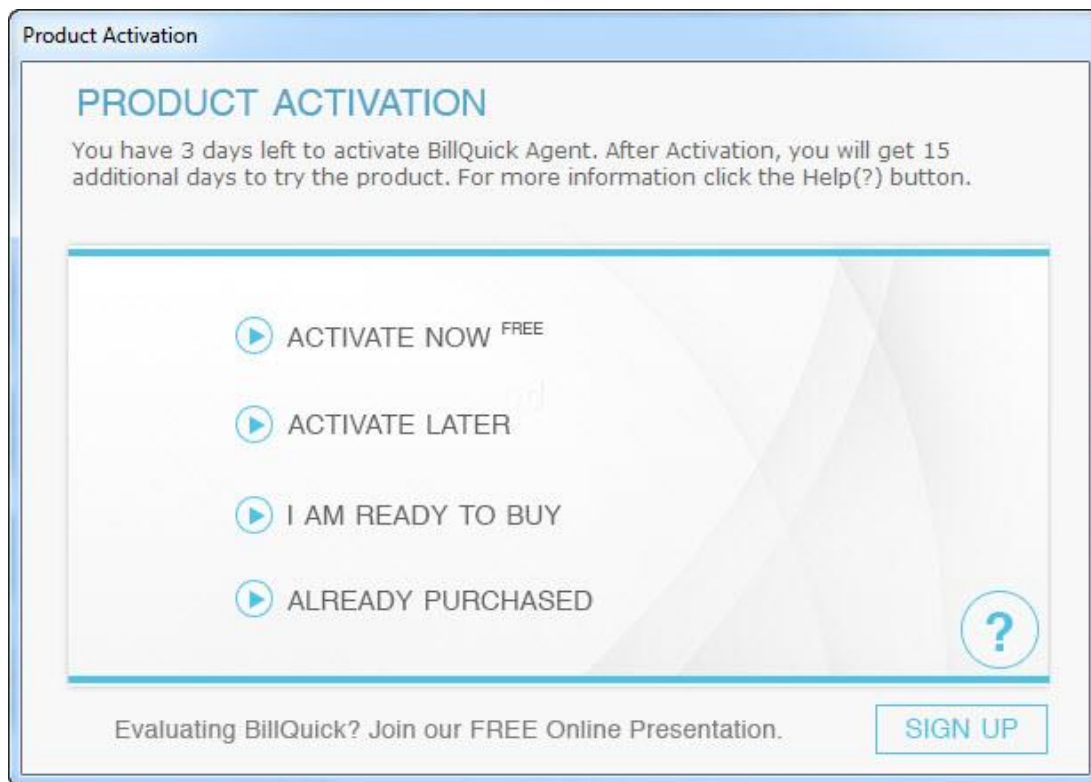 Product Activation
PRODUCT ACTIVATION
You have 3 days left to activate BillQuick Agent. After Activation, you will get 15
additional days to try the product. For more information click the Help(?) button.
ACTIVATE NOW FREE
ACTIVATE LATER
I AM READY TO BUY
ALREADY PURCHASED
?
Evaluating BillQuick? Join our FREE Online Presentation.
SIGN UP